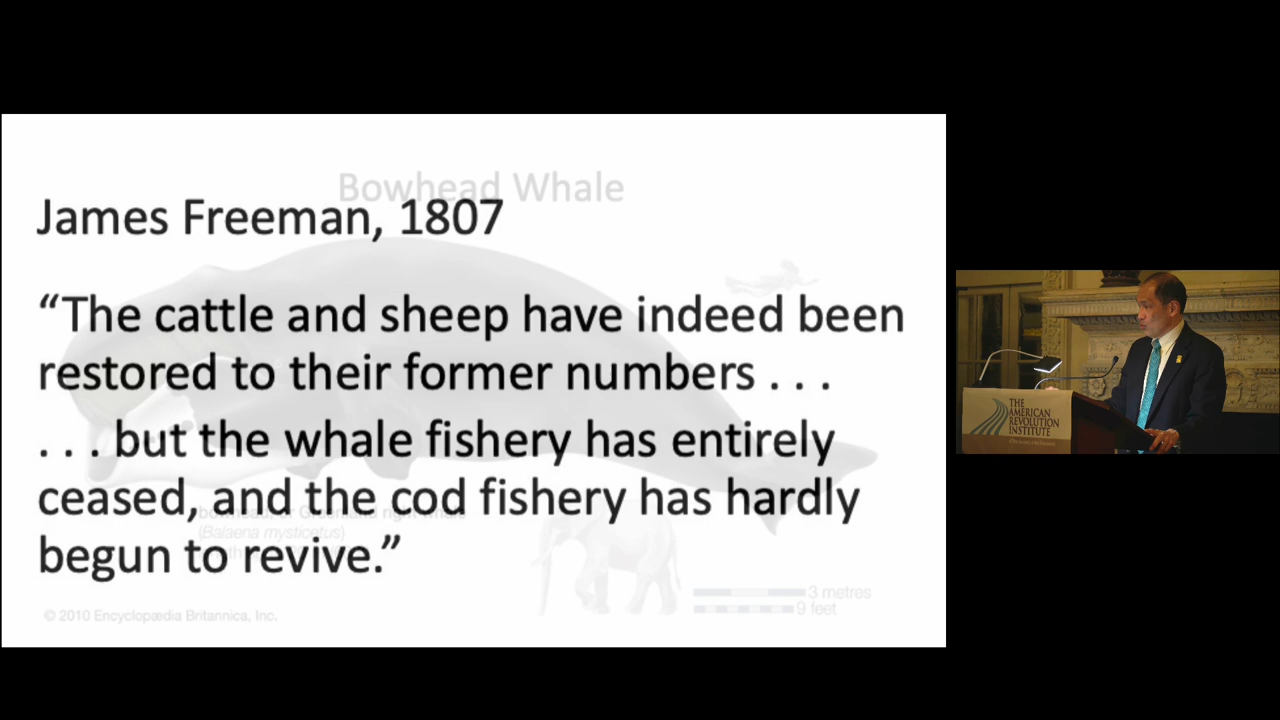 Bowhead Whale
James Freeman, 1807
“The cattle and sheep have indeed been
restored to their former numbers . . .
. . . but the whale fishery has entirely
ceased, and the cod fishery has hardly
begun to revive.”
(Balaena mysticetus)
3 metres
9 feet
© 2010 Encyclopædia Britannica, Inc.
THE
AMERICAN
REVOLUTION
INSTITUTE